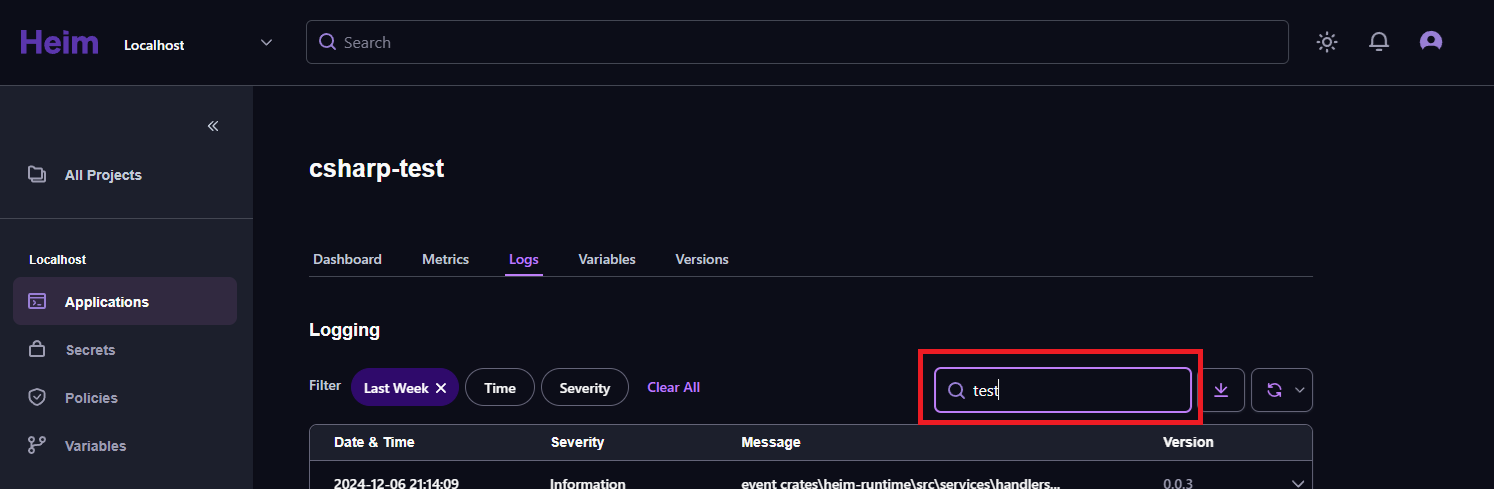 Heim
Localhost
Search
All Projects
Localhost
Applications
Secrets
Policies
Variables
csharp-test
Dashboard Metrics Logs Variables Versions
Logging
Filter Last Week Time Severity Clear All
test
Date & Time Severity Message Version
2024-12-06 21:14:09 Information event crates\heim-runtime\src\services\handlers... 0.0.3